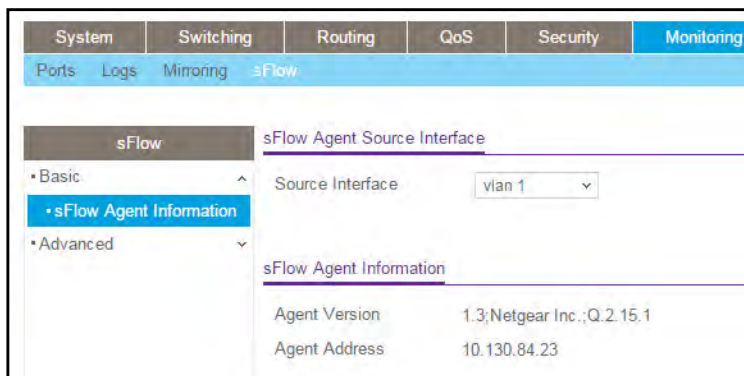 System Switching Routing QoS Security Monitoring
Ports Logs Mirroring sFlow
sFlow
Basic
sFlow Agent Information
Advanced
sFlow Agent Source Interface
Source Interface vlan 1
sFlow Agent Information
Agent Version 1.3;Netgear Inc.;Q.2.15.1
Agent Address 10.130.84.23